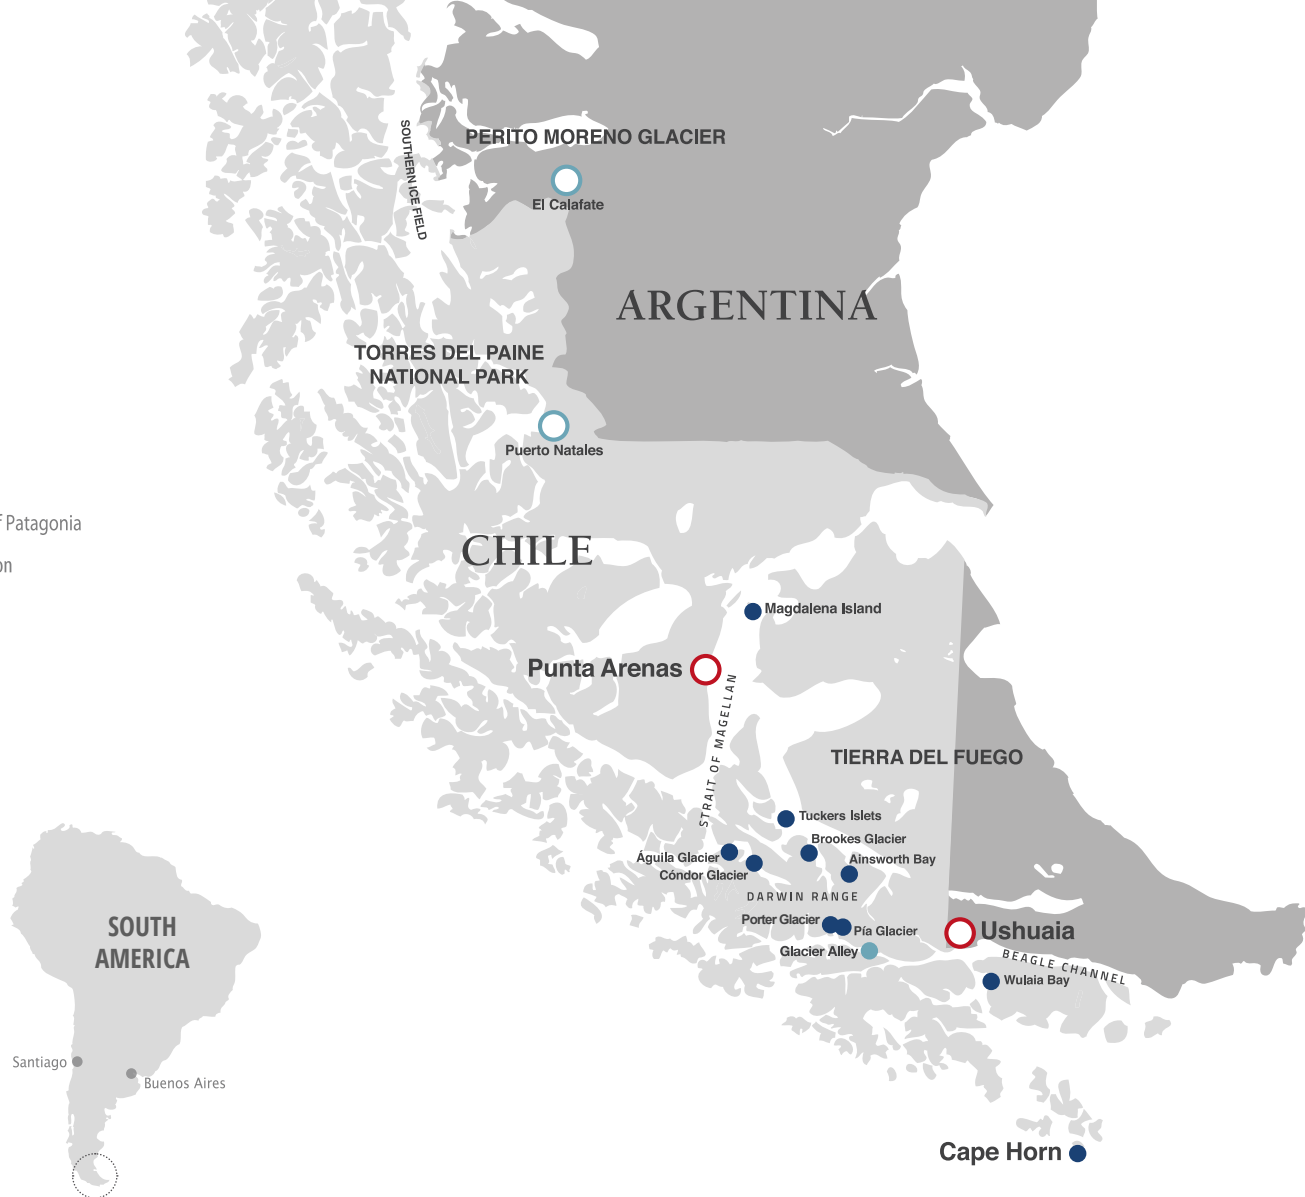 PERITO MORENO GLACIER
SOUTHERN ICE FIELD
El Calafate
ARGENTINA
TORRES DEL PAINE
NATIONAL PARK
Puerto Natales
f Patagonia
CHILE
on
Magdalena Island
Punta Arenas
STRAIT OF MAGELLAN
TIERRA DEL FUEGO
Tuckers Islets
Brookes Glacier
Águila Glacier
Ainsworth Bay
Cóndor Glacier
DARWIN RANGE
Porter Glacier
Pía Glacier
Ushuaia
Glacier Alley
BEAGLE CHANNEL
Wulaia Bay
SOUTH
AMERICA
Santiago
Buenos Aires
Cape Horn